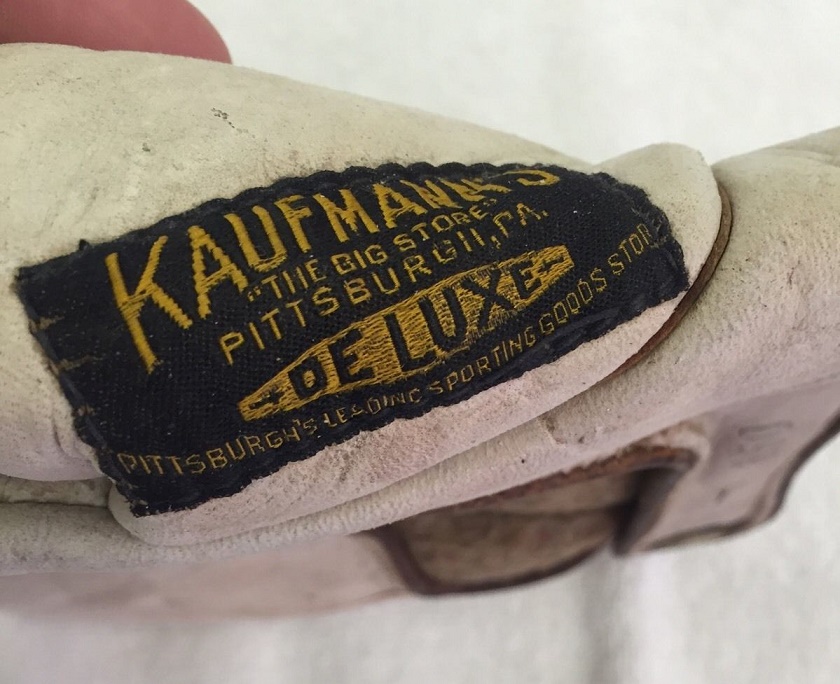 KAUFMANN'S
"THE BIG STORE"
PITTSBURGH, PA.
DE LUXE
PITTSBURGH'S LEADING SPORTING GOODS STORE